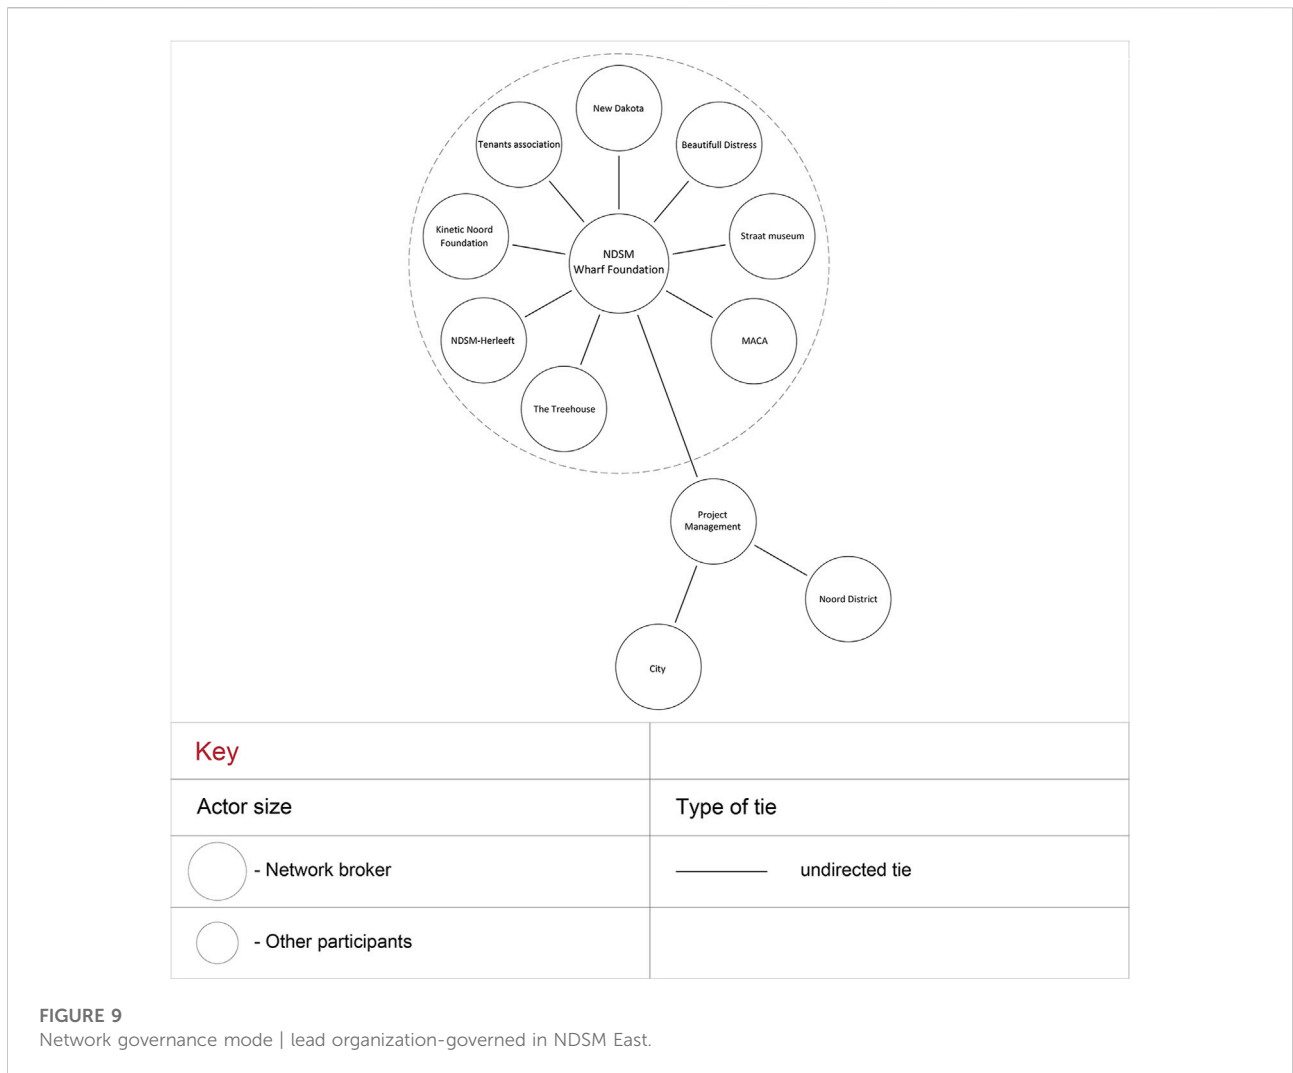 New Dakota
Tenants association
Beautifull Distress
Kinetic Noord
Foundation
Straat museum
NDSM
Wharf Foundation
NDSM-Herleeft
MACA
The Treehouse
Project
Management
Noord District
City
Key
Actor size
Type of tie
- Network broker
undirected tie
- Other participants
FIGURE 9
Network governance mode | lead organization-governed in NDSM East.